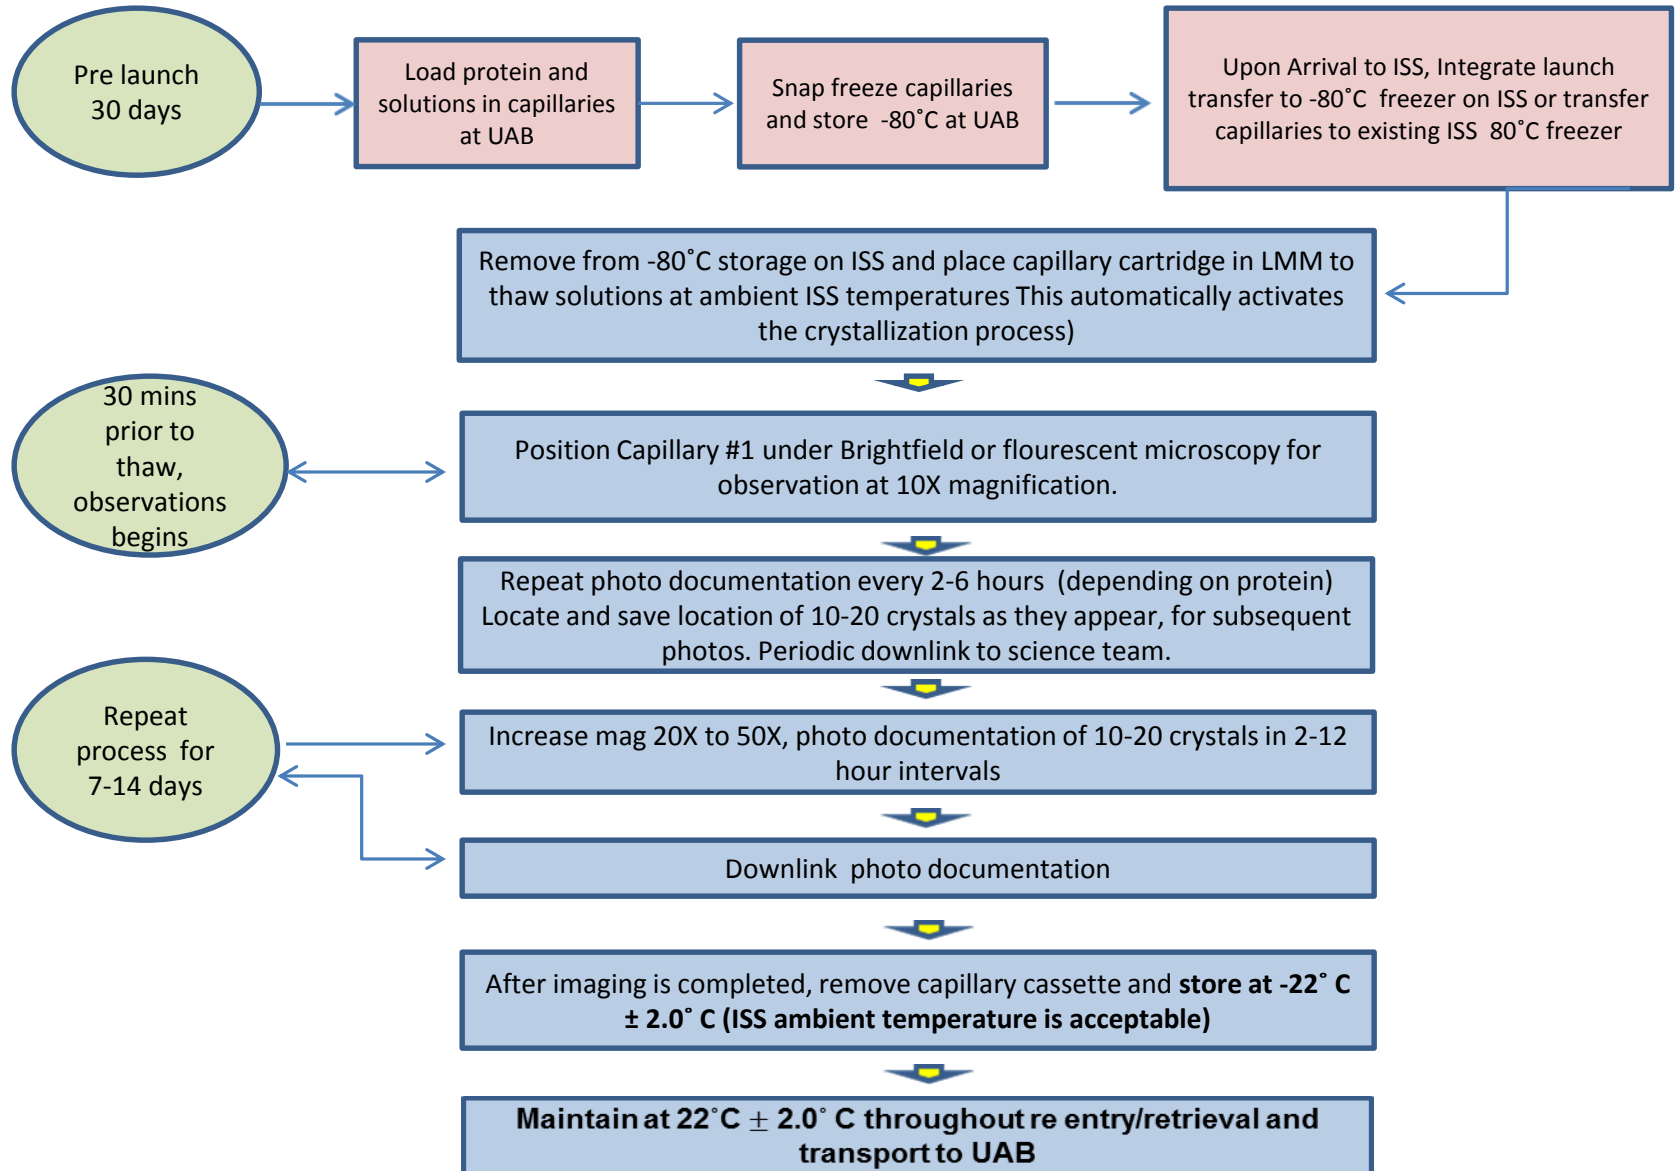 Pre launch
30 days
Load protein and
solutions in capillaries
at UAB
Snap freeze capillaries
and store -80˚C at UAB
Upon Arrival to ISS, Integrate launch
transfer to -80˚C freezer on ISS or transfer
capillaries to existing ISS 80˚C freezer
Remove from -80˚C storage on ISS and place capillary cartridge in LMM to
thaw solutions at ambient ISS temperatures This automatically activates
the crystallization process)
30 mins
prior to
thaw,
observations
begins
Position Capillary #1 under Brightfield or flourescent microscopy for
observation at 10X magnification.
Repeat photo documentation every 2-6 hours (depending on protein)
Locate and save location of 10-20 crystals as they appear, for subsequent
photos. Periodic downlink to science team.
Repeat
process for
7-14 days
Increase mag 20X to 50X, photo documentation of 10-20 crystals in 2-12
hour intervals
Downlink photo documentation
After imaging is completed, remove capillary cassette and store at -22˚ C
± 2.0˚ C (ISS ambient temperature is acceptable)
Maintain at 22˚C ± 2.0˚ C throughout re entry/retrieval and
transport to UAB